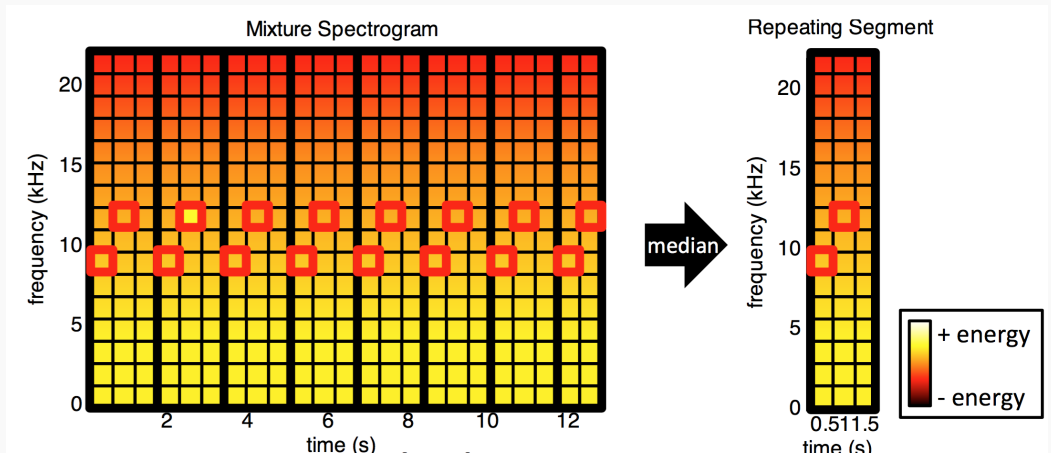 Mixture Spectrogram
frequency (kHz)
20
15
10
5
0
2 4 6 8 10 12
time (s)
median
Repeating Segment
frequency (kHz)
20
15
10
5
0
0.511.5
time (s)
+ energy
- energy